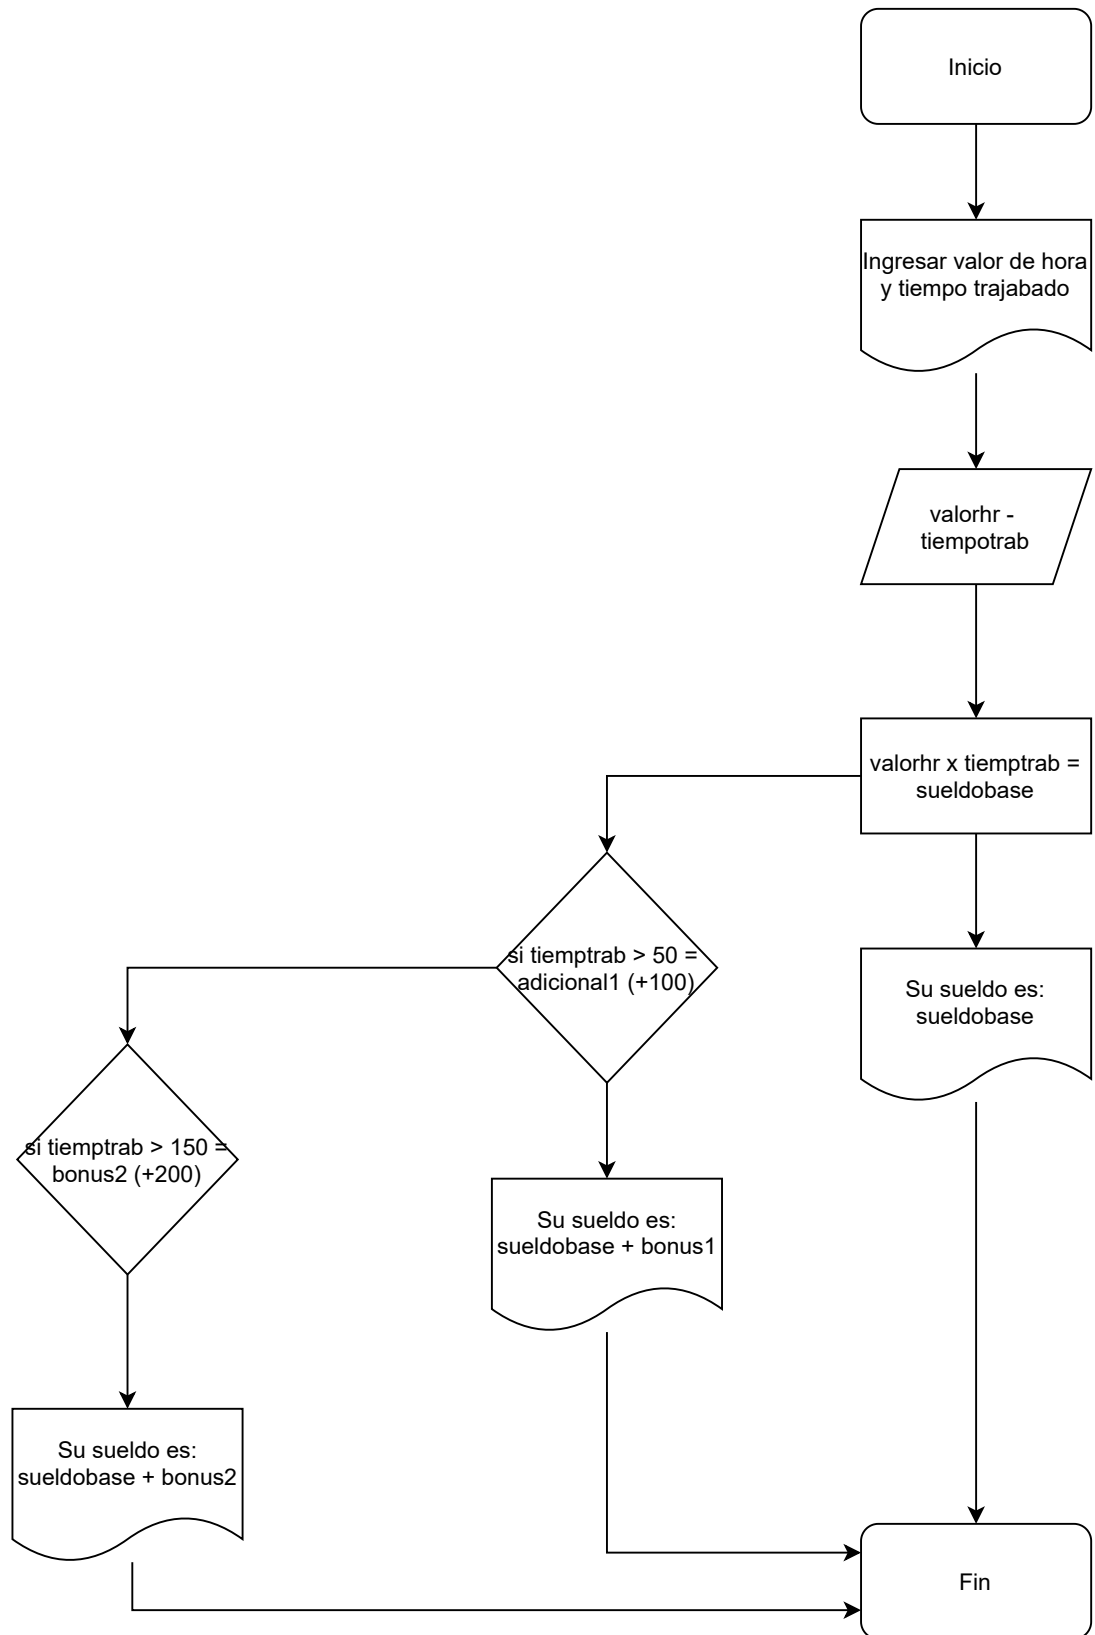 Inicio
Ingresar valor de hora
y tiempo trajabado
valorhr -
tiempotrab
valorhr x tiemptrab =
sueldobase
si tiemptrab > 50 =
adicional1 (+100)
Su sueldo es:
sueldobase
si tiemptrab > 150 =
bonus2 (+200)
Su sueldo es:
sueldobase + bonus1
Su sueldo es:
sueldobase + bonus2
Fin